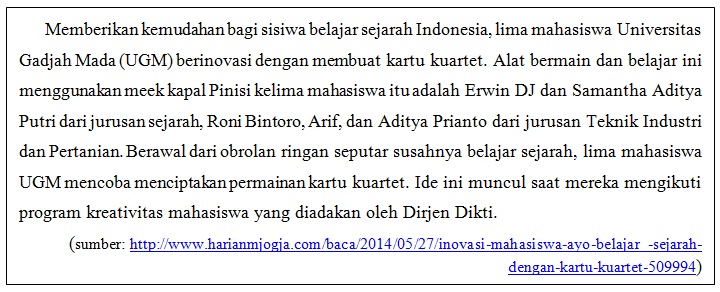 Memberikan kemudahan bagi sisiwa belajar sejarah Indonesia, lima mahasiswa Universitas
Gadjah Mada (UGM) berinovasi dengan membuat kartu kuartet. Alat bermain dan belajar ini
menggunakan meek kapal Pinisi kelima mahasiswa itu adalah Erwin DJ dan Samantha Aditya
Putri dari jurusan sejarah, Roni Bintoro, Arif, dan Aditya Prianto dari jurusan Teknik Industri
dan Pertanian. Berawal dari obrolan ringan seputar susahnya belajar sejarah, lima mahasiswa
UGM mencoba menciptakan permainan kartu kuartet. Ide ini muncul saat mereka mengikuti
program kreativitas mahasiswa yang diadakan oleh Dirjen Dikti.
(sumber: http://www.harianmjogja.com/baca/2014/05/27/inovasi-mahasiswa-ayo-belajar -sejarah-
dengan-kartu-kuartet-509994)